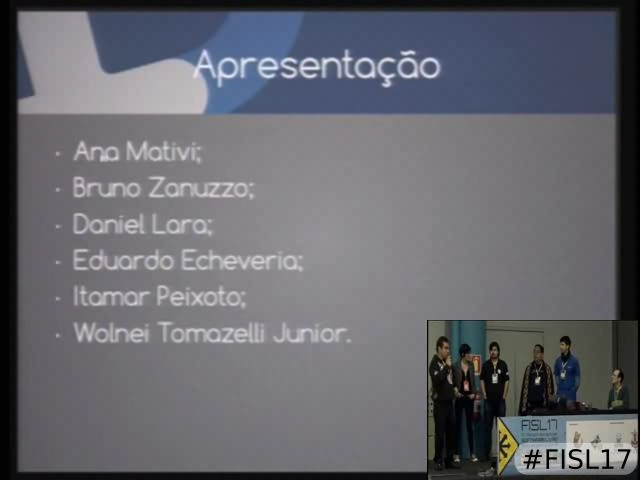 Apresentação
· Ana Mativi;
· Bruno Zanuzzo;
· Daniel Lara;
· Eduardo Echeveria;
· Itamar Peixoto;
· Wolnei Tomazelli Junior.
FISL17
#FISL17